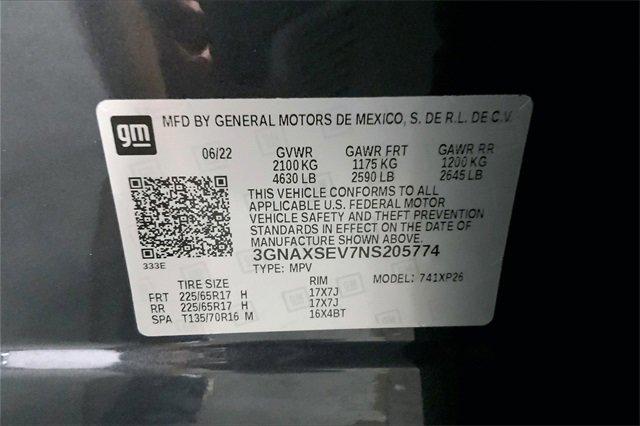 gm
MFD BY GENERAL MOTORS DE MEXICO, S. DE R.L. DE C.V.
06/22 GVWR GAWR FRT GAWR RR
2100 KG 1175 KG 1200 KG
4630 LB 2590 LB 2645 LB
THIS VEHICLE CONFORMS TO ALL
APPLICABLE U.S. FEDERAL MOTOR
VEHICLE SAFETY AND THEFT PREVENTION
STANDARDS IN EFFECT ON THE DATE OF
MANUFACTURE SHOWN ABOVE.
333E 3GNAXSEV7NS205774
TYPE: MPV MODEL: 741XP26
TIRE SIZE RIM
FRT 225/65R17 H 17X7J
RR 225/65R17 H 17X7J
SPA T135/70R16 M 16X4BT